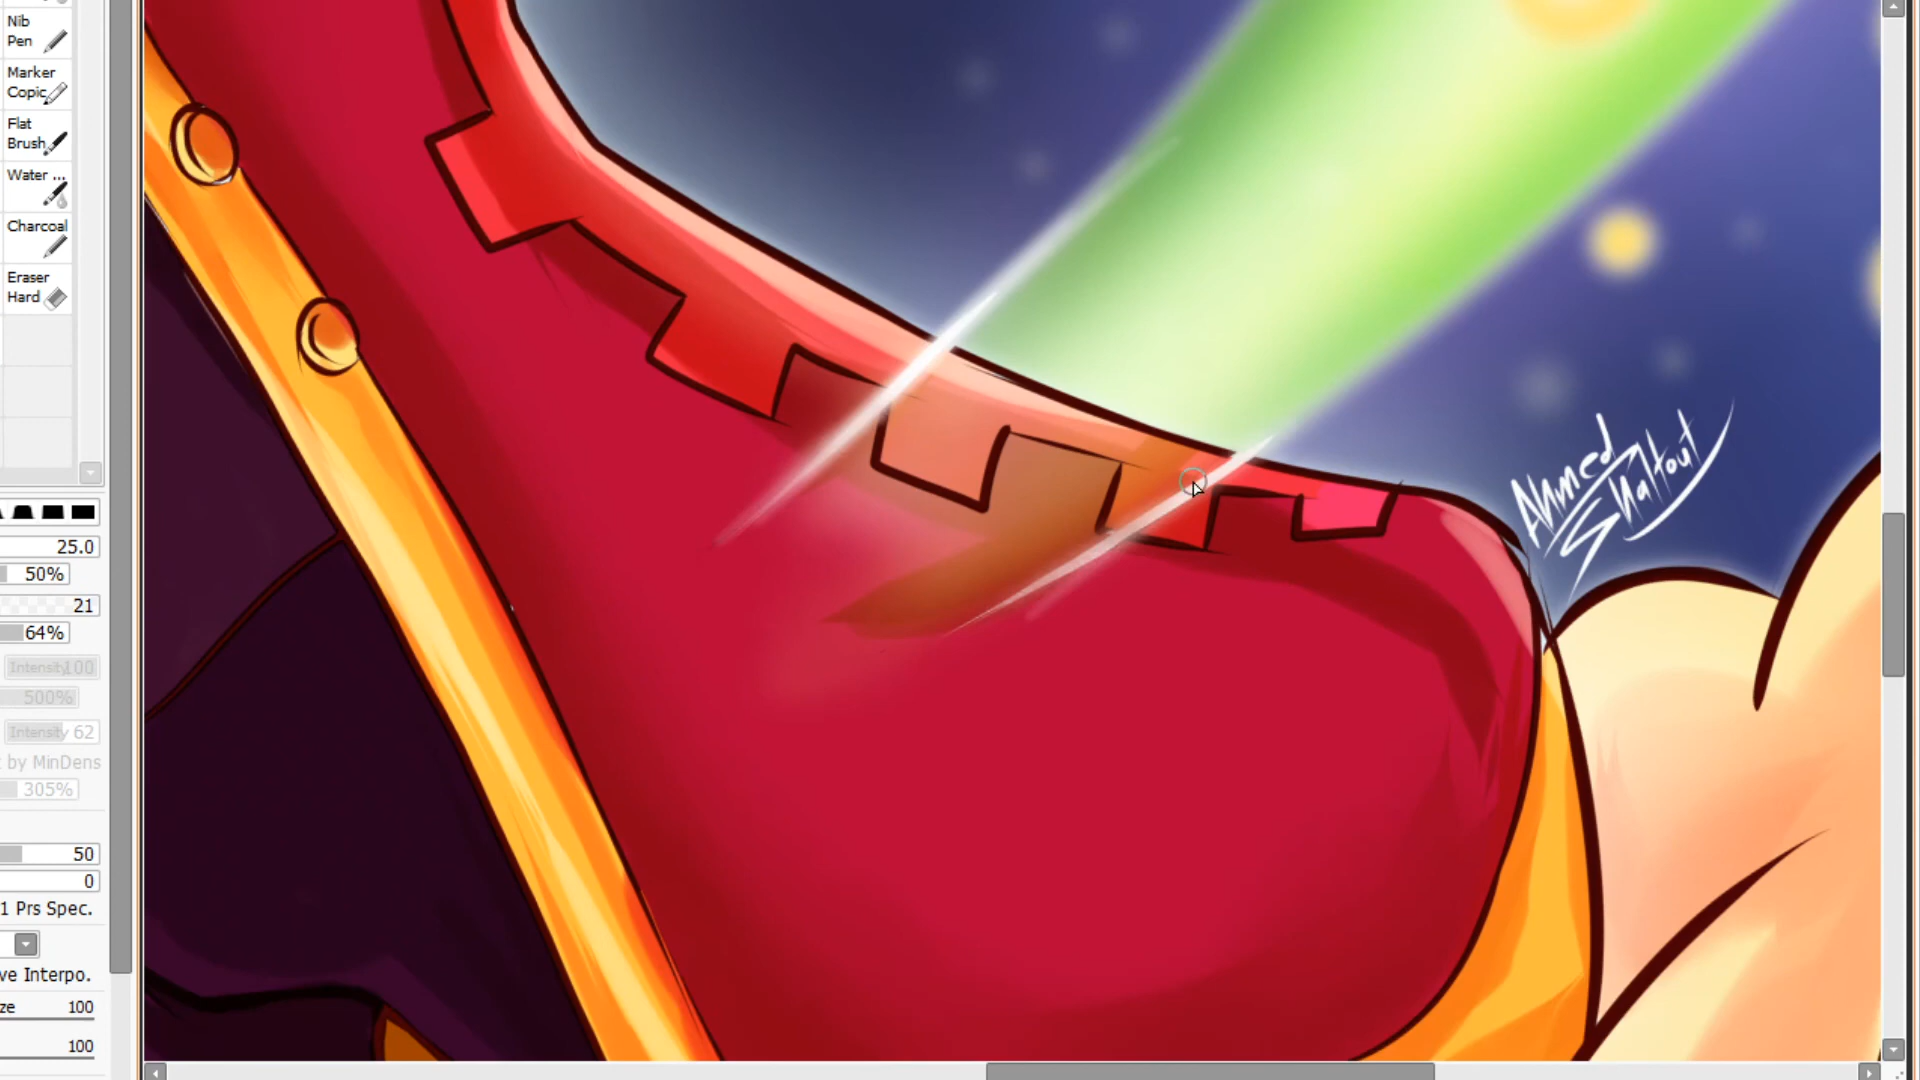 Nib
Pen
Marker
Copic
Flat
Brush
Water ...
Charcoal
Eraser
Hard
25.0
50%
21
64%
Intensity 100
500%
Intensity 62
by MinDens
305%
50
0
1 Prs Spec.
ve Interpo.
ze 100
100
Ahmed
Shaltout